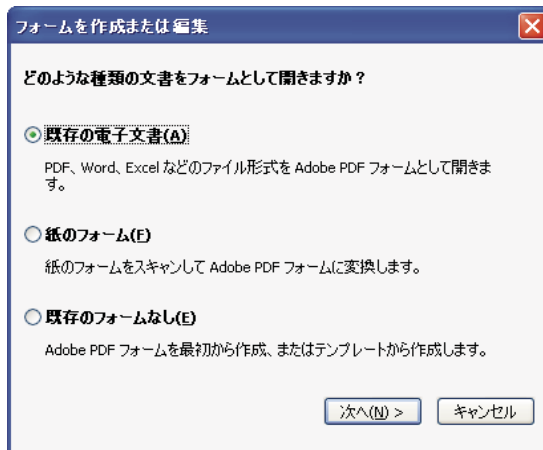 フォームを作成または編集
どのような種類の文書をフォームとして開きますか？
既存の電子文書(A)
PDF、Word、Excel などのファイル形式を Adobe PDF フォームとして開きま
す。
紙のフォーム(F)
紙のフォームをスキャンして Adobe PDF フォームに変換します。
既存のフォームなし(E)
Adobe PDF フォームを最初から作成、またはテンプレートから作成します。
次へ(N) > キャンセル